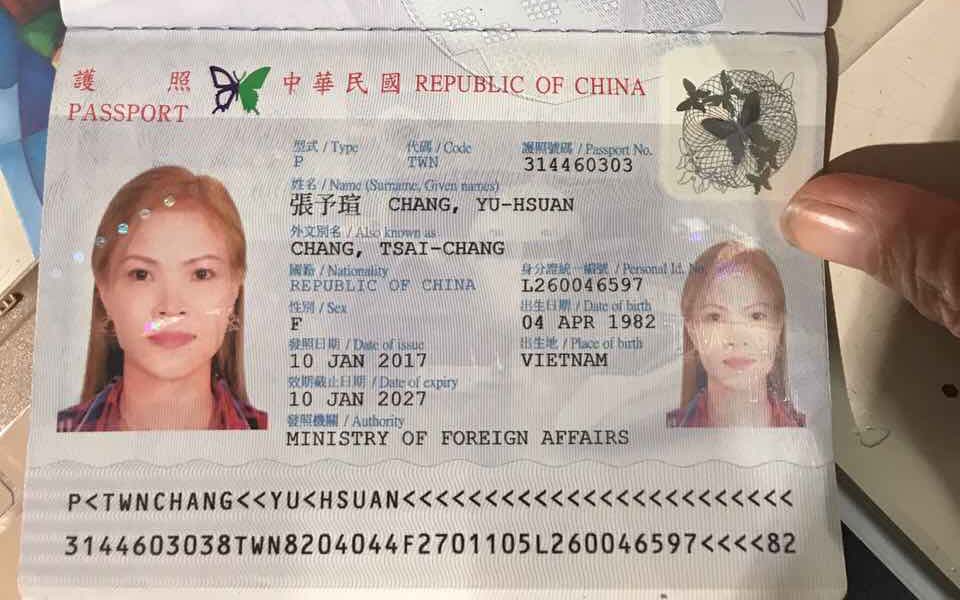 護 照 中華民國 REPUBLIC OF CHINA
PASSPORT
型式 / Type 代碼 / Code 護照號碼 / Passport No.
P TWN 314460303
姓名 / Name (Surname, Given names)
張予瑄 CHANG, YU-HSUAN
外文別名 / Also known as
CHANG, TSAI-CHANG
國籍 / Nationality 身分證統一編號 / Personal Id. No.
REPUBLIC OF CHINA L260046597
性別 / Sex 出生日期 / Date of birth
F 04 APR 1982
發照日期 / Date of issue 出生地 / Place of birth
10 JAN 2017 VIETNAM
效期截止日期 / Date of expiry
10 JAN 2027
發照機關 / Authority
MINISTRY OF FOREIGN AFFAIRS
P<TWNCHANG<<YU<HSUAN<<<<<<<<<<<<<<<<<<<<<<<<
3144603038TWN8204044F2701105L260046597<<<<82